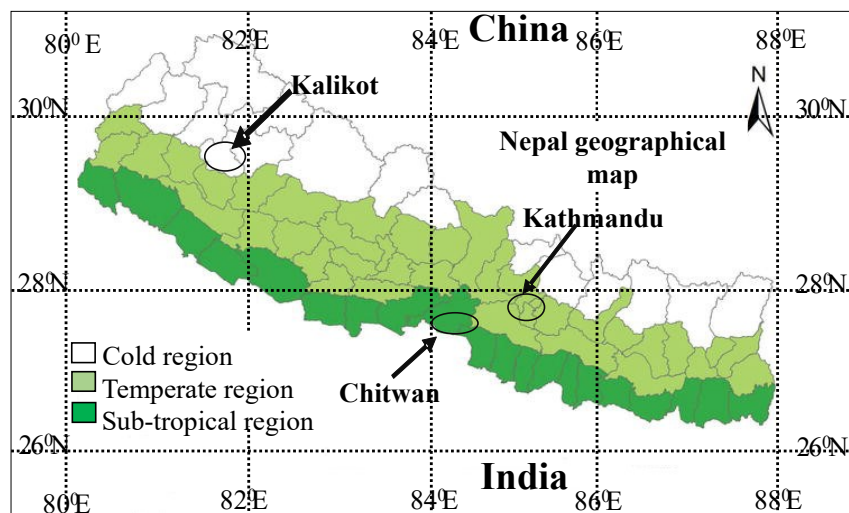 80⁰ E 82⁰E 84⁰E China 86⁰E 88⁰ E
Kalikot
N
30⁰N 30⁰N
Nepal geographical
map
Kathmandu
28⁰N 28⁰N
Cold region
Temperate region
Sub-tropical region
Chitwan
26⁰N 26⁰N
India
80⁰E 82⁰E 84⁰E 86⁰E 88⁰E